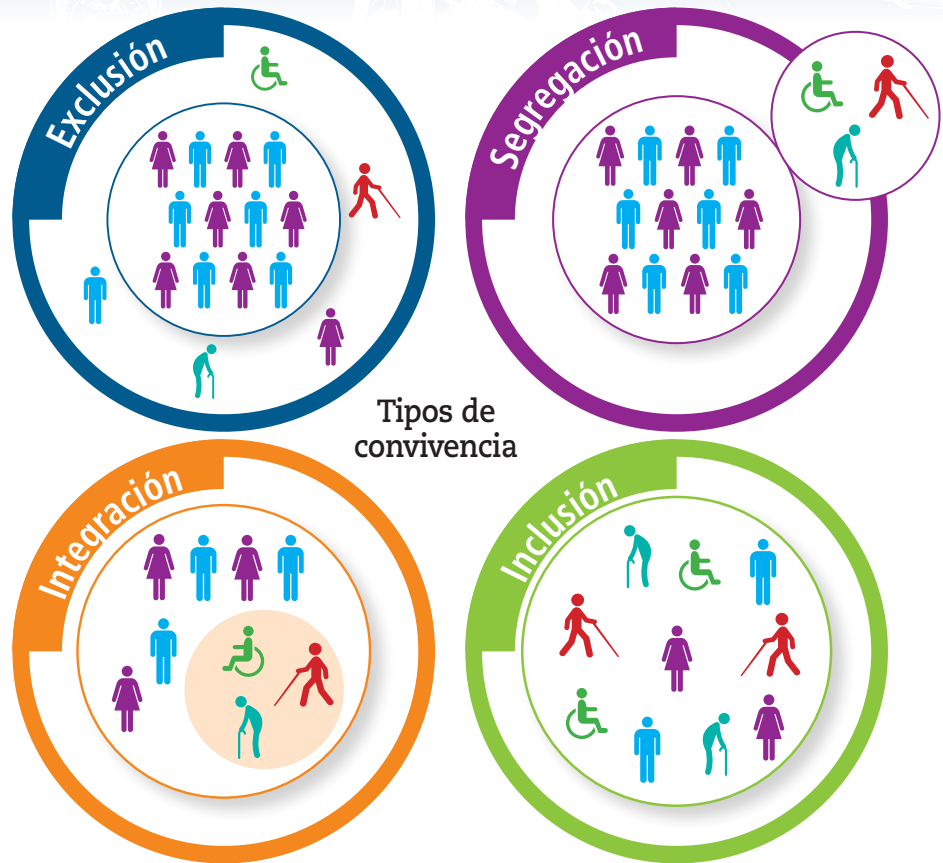 Exclusión
Segregación
Tipos de
convivencia
Integración
Inclusión